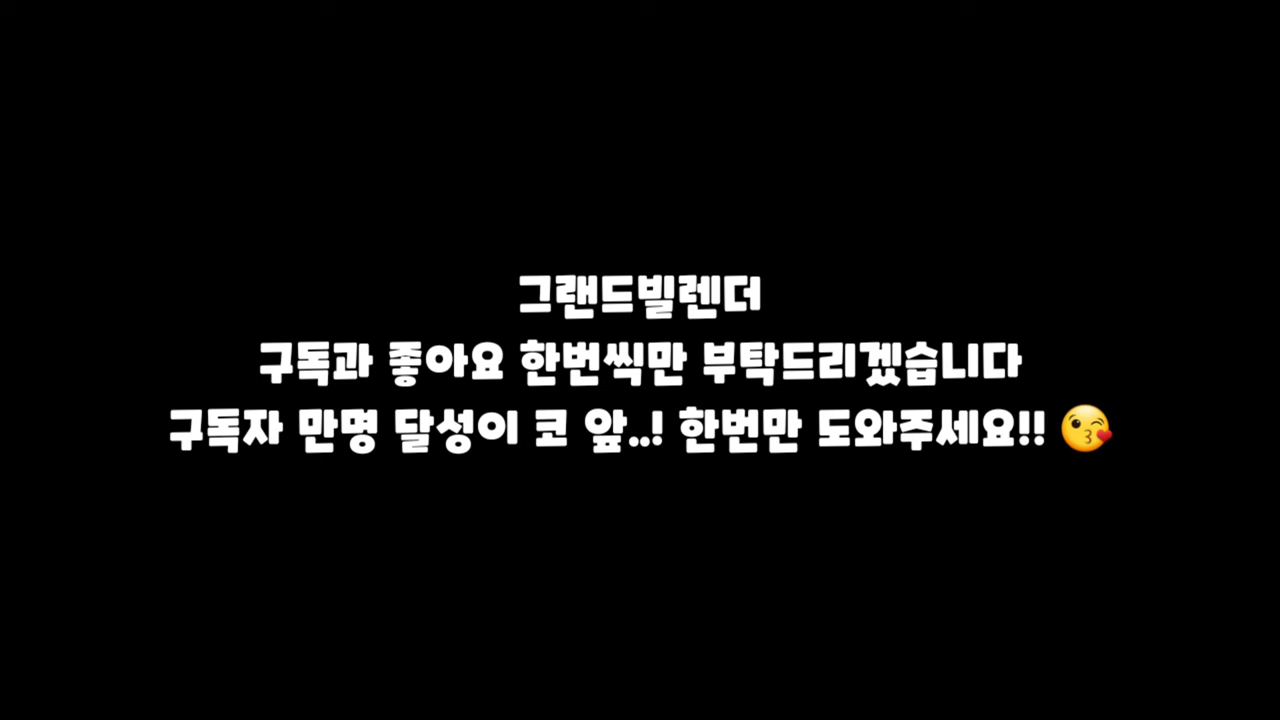 그랜드빌렌더
구독과 좋아요 한번씩만 부탁드리겠습니다
구독자 만명 달성이 코 앞..! 한번만 도와주세요!! 😘